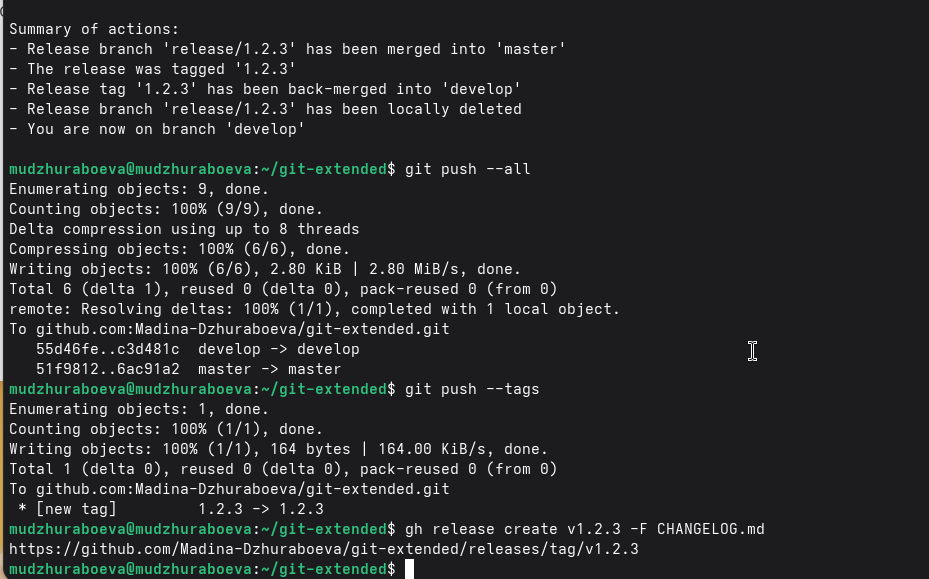 Summary of actions:
- Release branch 'release/1.2.3' has been merged into 'master'
- The release was tagged '1.2.3'
- Release tag '1.2.3' has been back-merged into 'develop'
- Release branch 'release/1.2.3' has been locally deleted
- You are now on branch 'develop'
mudzhuraboeva@mudzhuraboeva:~/git-extended$ git push --all
Enumerating objects: 9, done.
Counting objects: 100% (9/9), done.
Delta compression using up to 8 threads
Compressing objects: 100% (6/6), done.
Writing objects: 100% (6/6), 2.80 KiB | 2.80 MiB/s, done.
Total 6 (delta 1), reused 0 (delta 0), pack-reused 0 (from 0)
remote: Resolving deltas: 100% (1/1), completed with 1 local object.
To github.com:Madina-Dzhuraboeva/git-extended.git
   55d46fe..c3d481c  develop -> develop
   51f9812..6ac91a2  master -> master
mudzhuraboeva@mudzhuraboeva:~/git-extended$ git push --tags
Enumerating objects: 1, done.
Counting objects: 100% (1/1), done.
Writing objects: 100% (1/1), 164 bytes | 164.00 KiB/s, done.
Total 1 (delta 0), reused 0 (delta 0), pack-reused 0 (from 0)
To github.com:Madina-Dzhuraboeva/git-extended.git
 * [new tag]         1.2.3 -> 1.2.3
mudzhuraboeva@mudzhuraboeva:~/git-extended$ gh release create v1.2.3 -F CHANGELOG.md
https://github.com/Madina-Dzhuraboeva/git-extended/releases/tag/v1.2.3
mudzhuraboeva@mudzhuraboeva:~/git-extended$